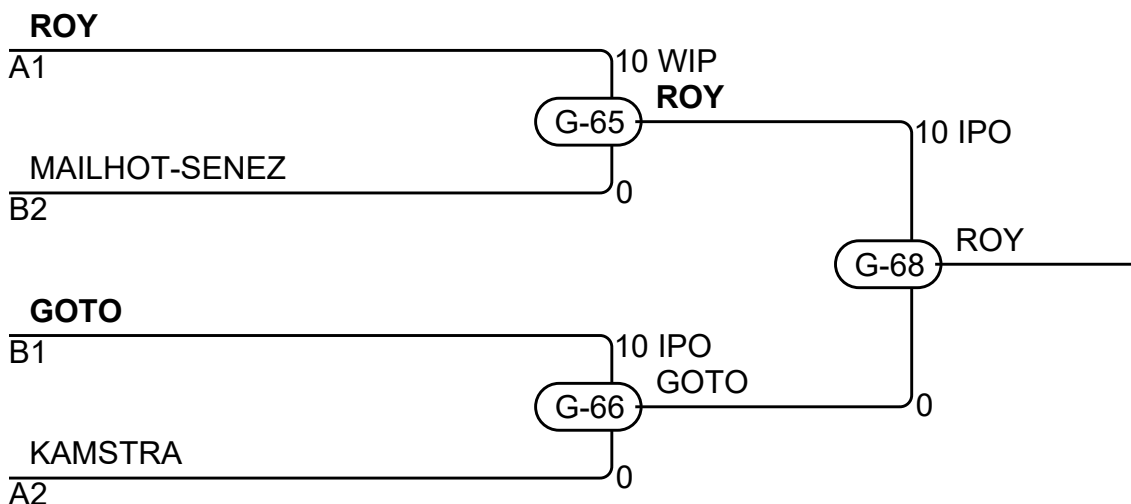 ROY
A1
10 WIP
ROY
G-65
10 IPO
MAILHOT-SENEZ
0
B2
ROY
G-68
GOTO
B1
10 IPO
GOTO
G-66
0
KAMSTRA
0
A2